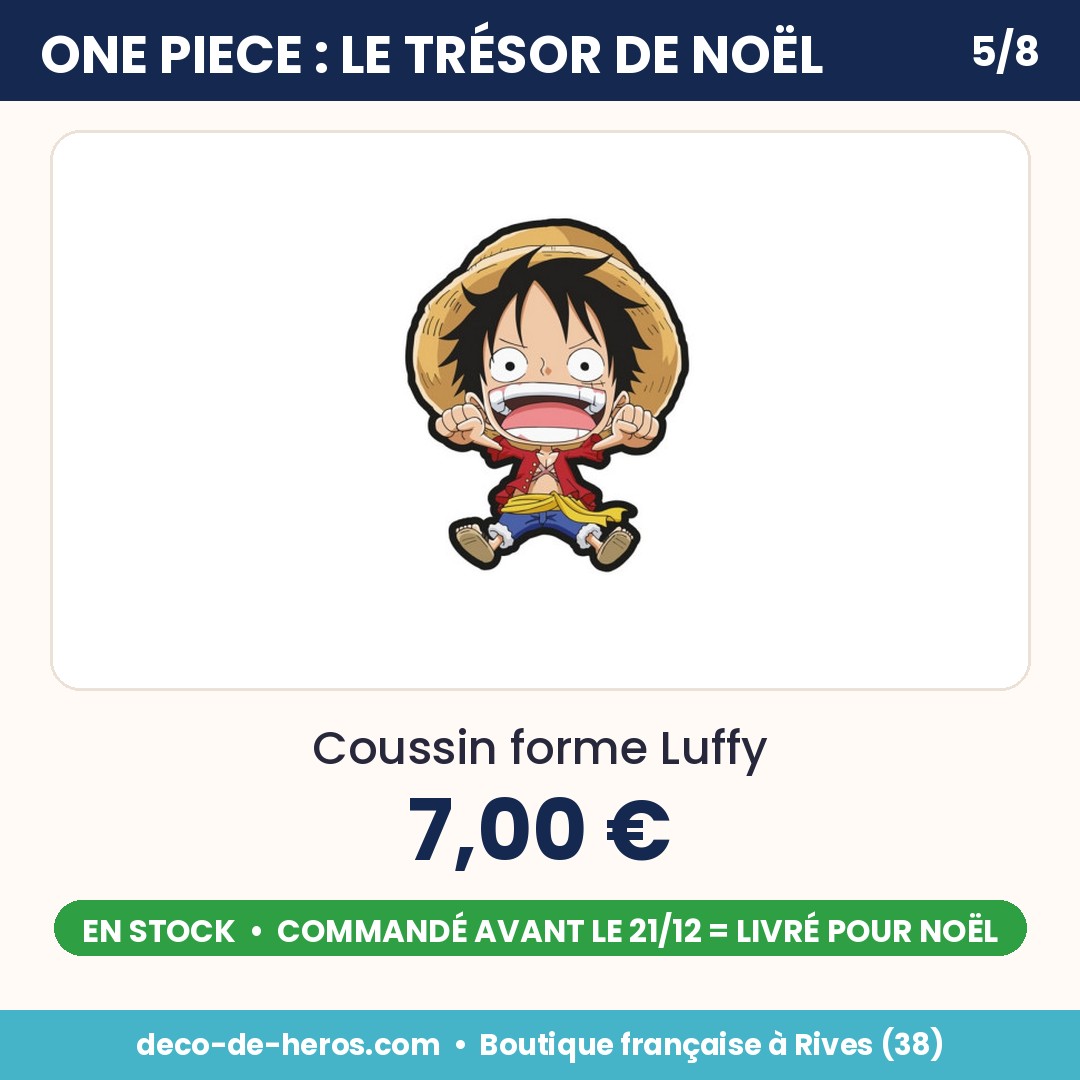 ONE PIECE : LE TRÉSOR DE NOËL
5/8
Coussin forme Luffy
7,00 €
EN STOCK • COMMANDÉ AVANT LE 21/12 = LIVRÉ POUR NOËL
deco-de-heros.com • Boutique française à Rives (38)